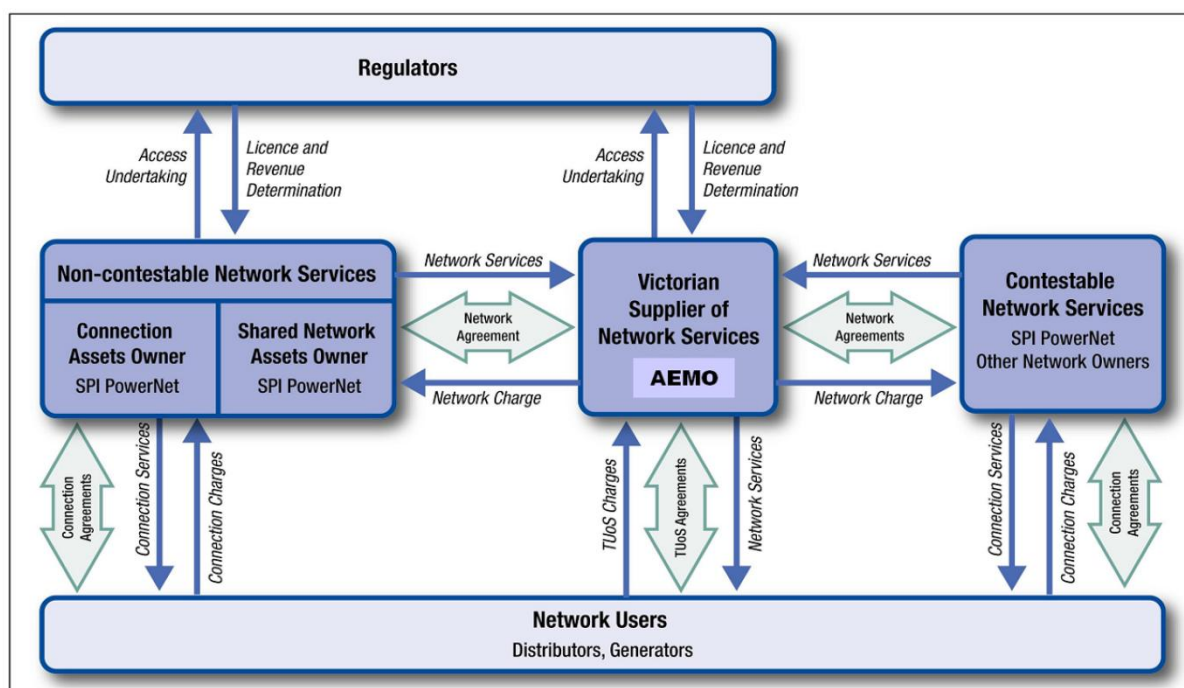 Regulators
Access
Undertaking
Licence and
Revenue
Determination
Access
Undertaking
Licence and
Revenue
Determination
Non-contestable Network Services
Connection
Assets Owner
SPI PowerNet
Shared Network
Assets Owner
SPI PowerNet
Network Services
Network
Agreement
Network Charge
Victorian
Supplier of
Network Services
AEMO
Network Services
Network
Agreements
Network Charge
Contestable
Network Services
SPI PowerNet
Other Network Owners
Connection
Agreements
Connection Services
Connection Charges
TUoS Charges
TUoS Agreements
Network Services
Connection Services
Connection Charges
Connection
Agreements
Network Users
Distributors, Generators